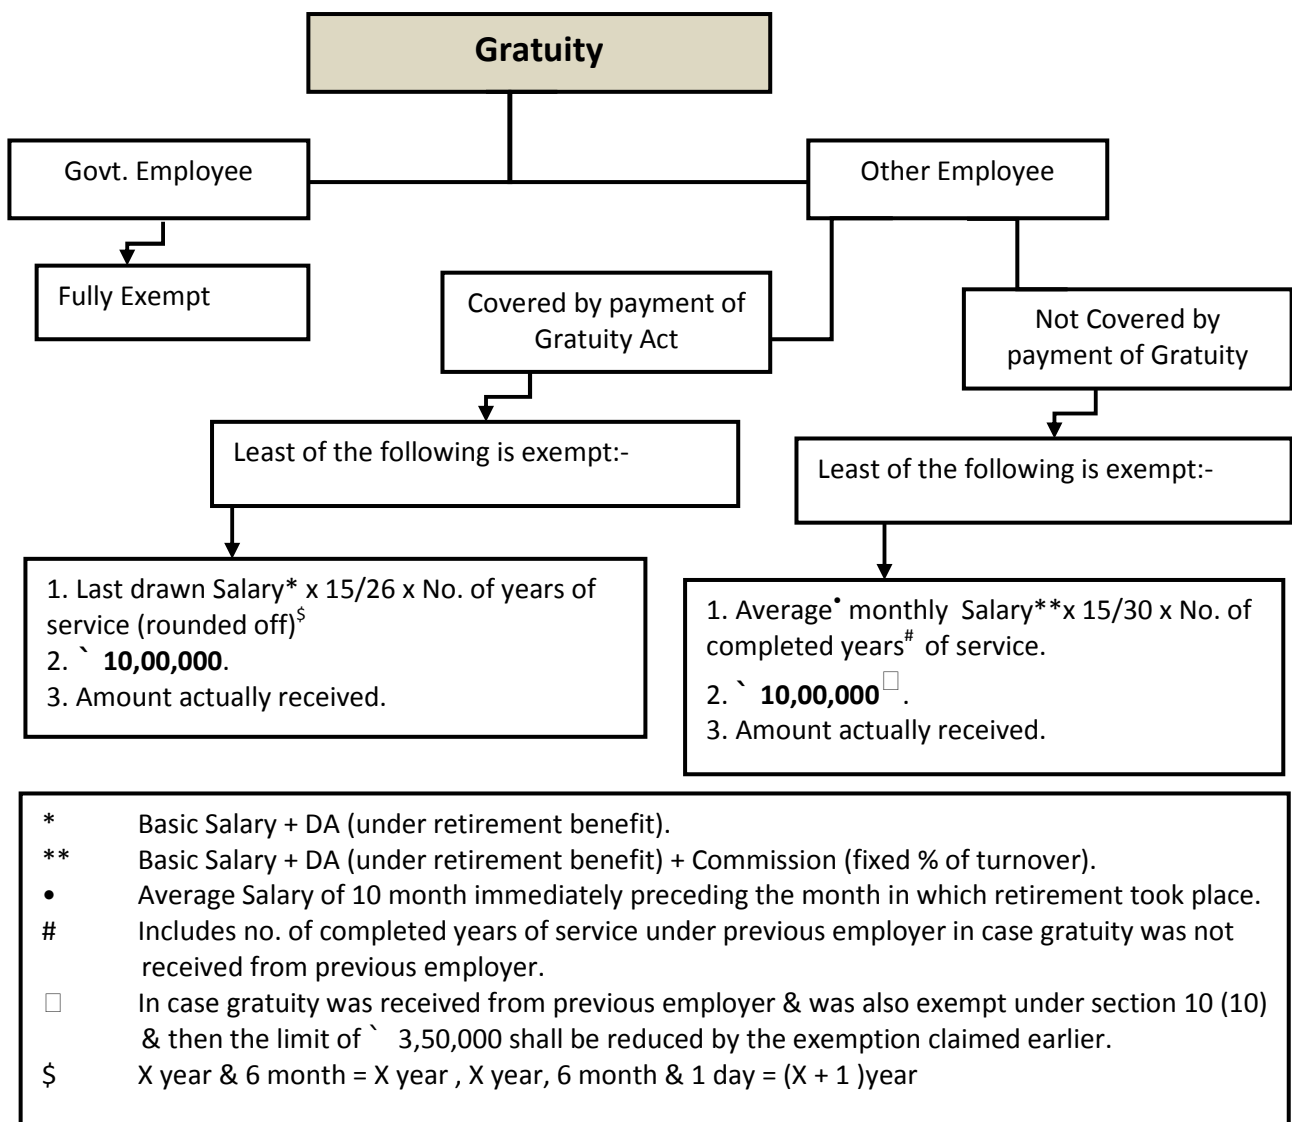 Gratuity
Govt. Employee
Other Employee
Fully Exempt
Covered by payment of
Gratuity Act
Not Covered by
payment of Gratuity
Least of the following is exempt:-
Least of the following is exempt:-
1. Last drawn Salary* x 15/26 x No. of years of
service (rounded off)$
2. ` 10,00,000.
3. Amount actually received.
1. Average• monthly Salary**x 15/30 x No. of
completed years# of service.
2. ` 10,00,000□.
3. Amount actually received.
* Basic Salary + DA (under retirement benefit).
** Basic Salary + DA (under retirement benefit) + Commission (fixed % of turnover).
• Average Salary of 10 month immediately preceding the month in which retirement took place.
# Includes no. of completed years of service under previous employer in case gratuity was not
received from previous employer.
□ In case gratuity was received from previous employer & was also exempt under section 10 (10)
& then the limit of ` 3,50,000 shall be reduced by the exemption claimed earlier.
$ X year & 6 month = X year , X year, 6 month & 1 day = (X + 1 )year